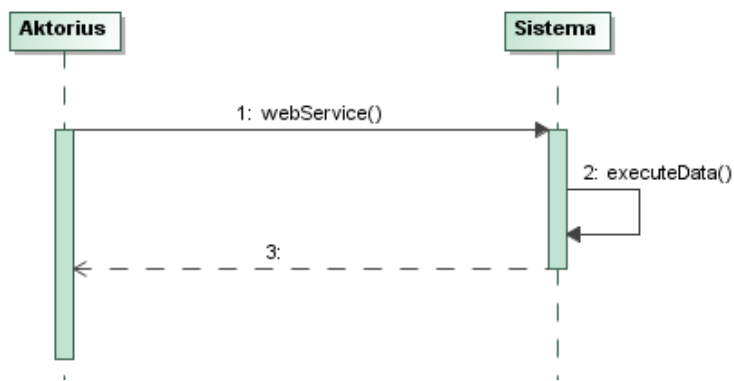 Aktorius
Sistema
1: webService()
2: executeData()
3: